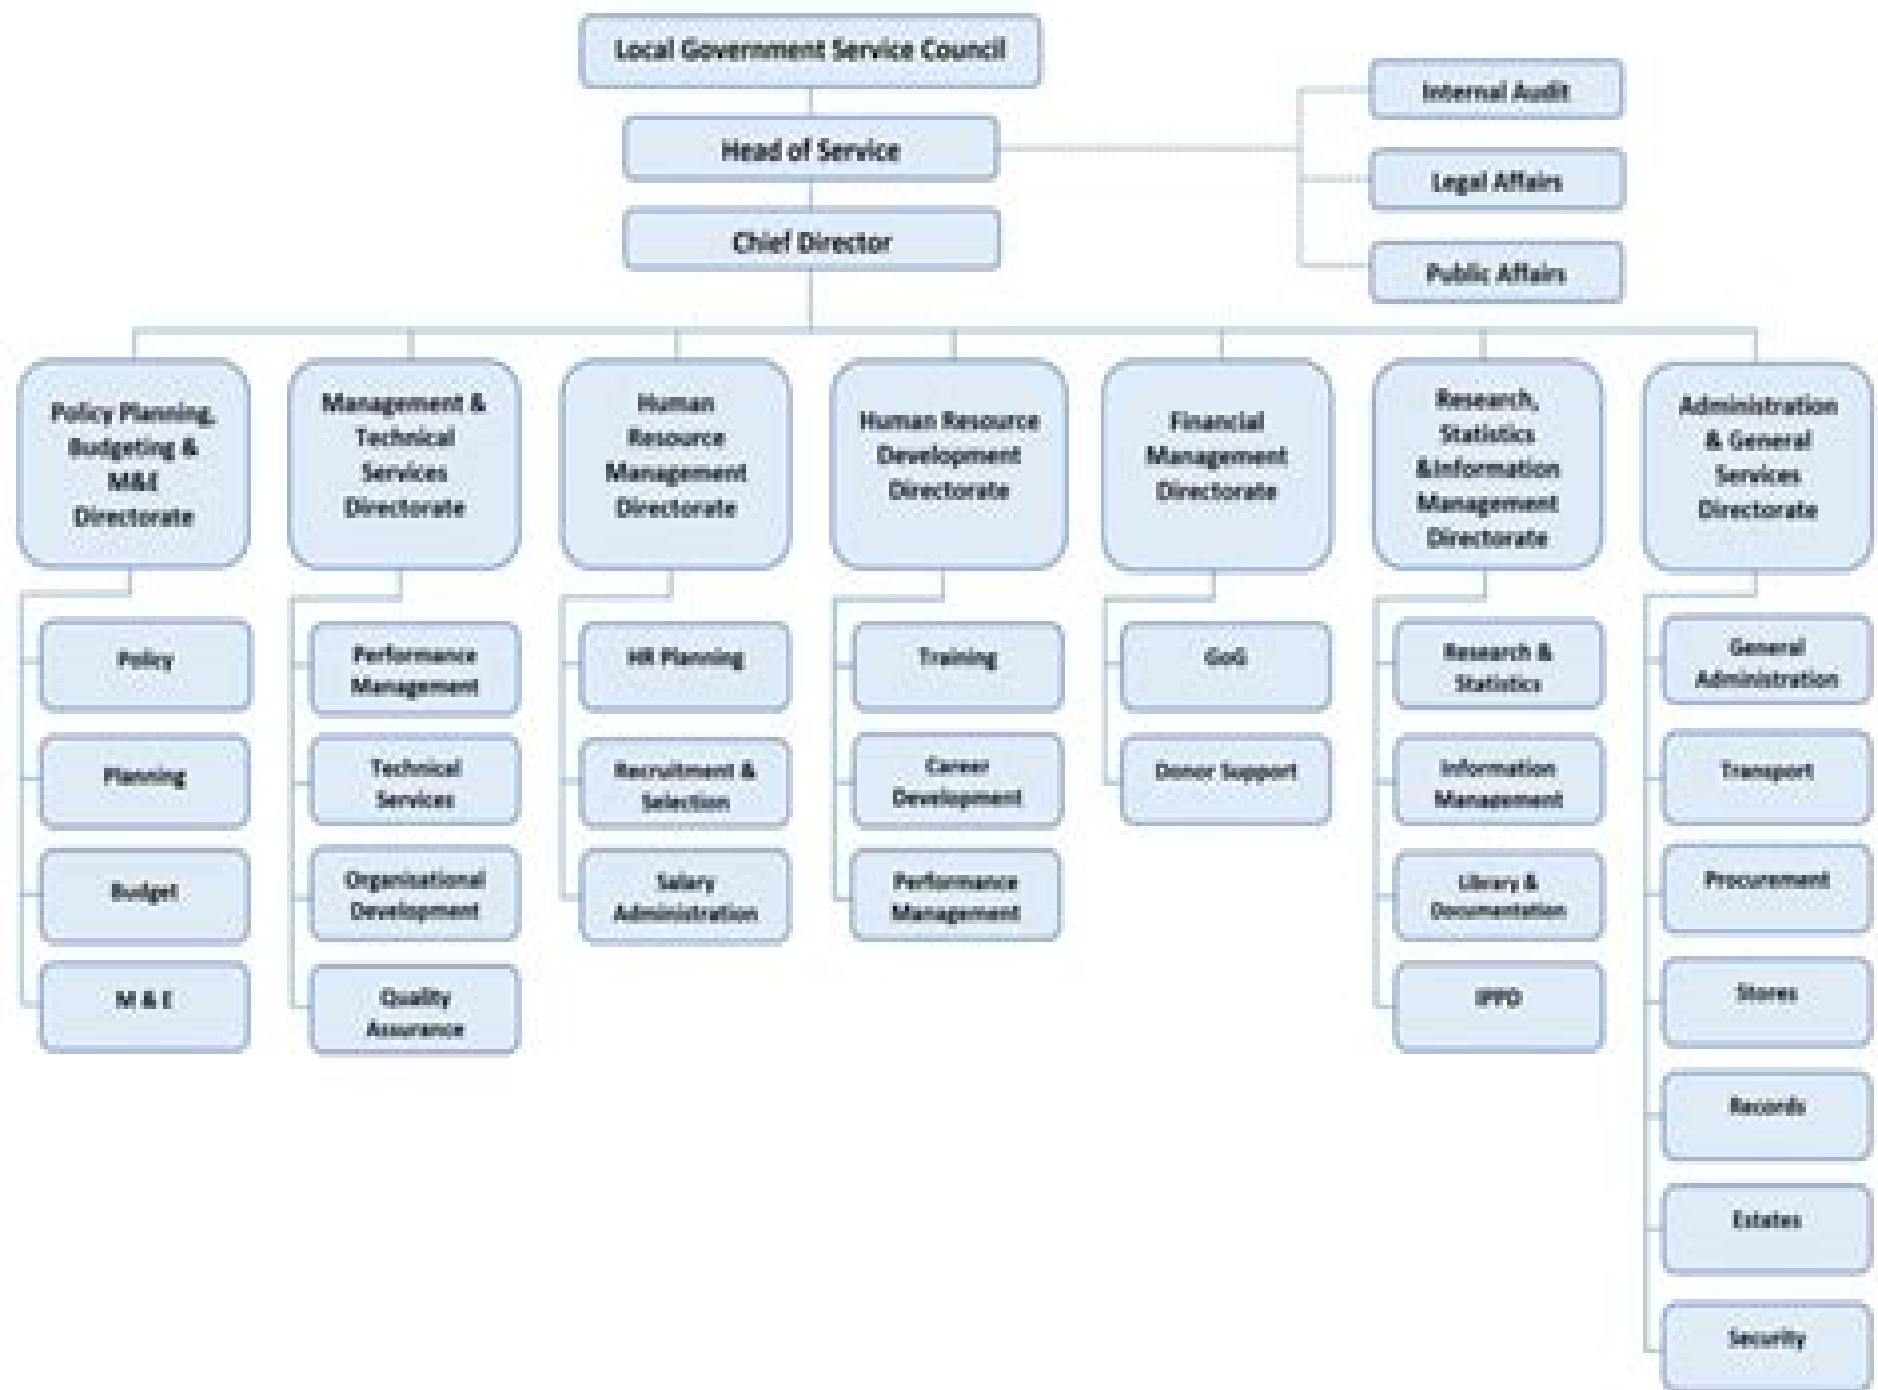 Local Government Service Council
Head of Service
Chief Director
Internal Audit
Legal Affairs
Public Affairs
Policy Planning,
Budgeting &
M&E
Directorate
Policy
Planning
Budget
M & E
Management &
Technical
Services
Directorate
Performance
Management
Technical
Services
Organisational
Development
Quality
Assurance
Human
Resource
Management
Directorate
HR Planning
Recruitment &
Selection
Salary
Administration
Human Resource
Development
Directorate
Training
Career
Development
Performance
Management
Financial
Management
Directorate
GoG
Donor Support
Research,
Statistics
&Information
Management
Directorate
Research &
Statistics
Information
Management
Library &
Documentation
IPPD
Administration
& General
Services
Directorate
General
Administration
Transport
Procurement
Stores
Records
Estates
Security